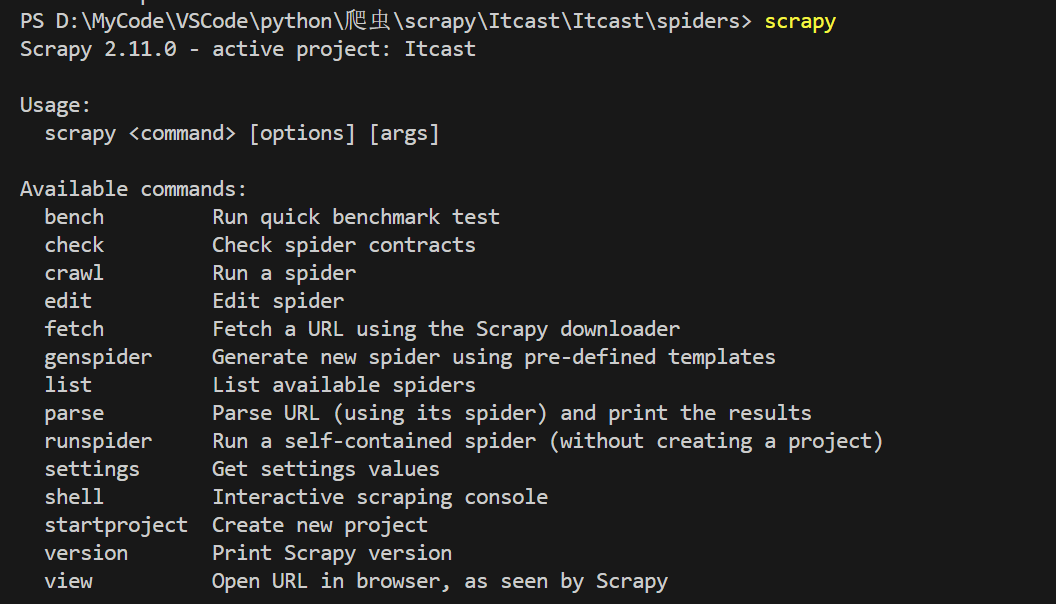 PS D:\MyCode\VSCode\python\爬虫\scrapy\Itcast\Itcast\spiders> scrapy
Scrapy 2.11.0 - active project: Itcast
Usage:
scrapy <command> [options] [args]
Available commands:
bench Run quick benchmark test
check Check spider contracts
crawl Run a spider
edit Edit spider
fetch Fetch a URL using the Scrapy downloader
genspider Generate new spider using pre-defined templates
list List available spiders
parse Parse URL (using its spider) and print the results
runspider Run a self-contained spider (without creating a project)
settings Get settings values
shell Interactive scraping console
startproject Create new project
version Print Scrapy version
view Open URL in browser, as seen by Scrapy